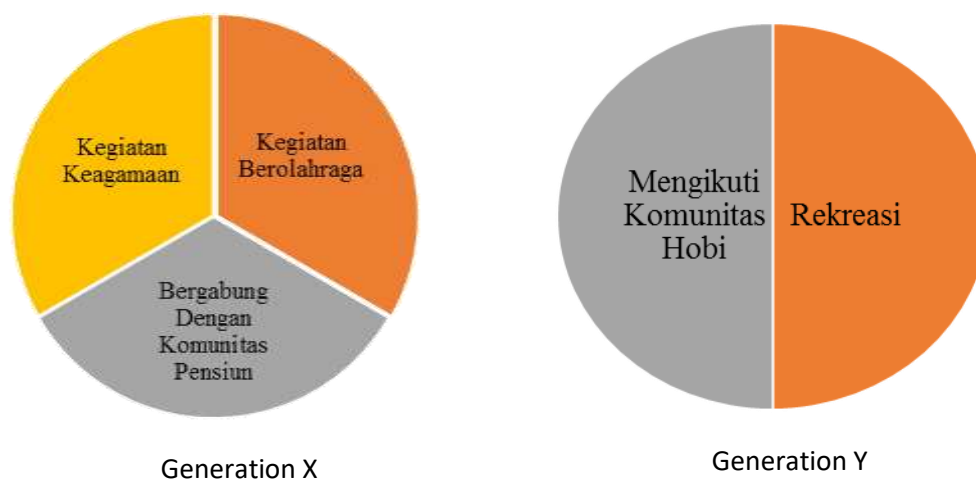 Kegiatan
Keagamaan
Kegiatan
Berolahraga
Bergabung
Dengan
Komunitas
Pensiun
Generation X
Mengikuti
Komunitas
Hobi
Rekreasi
Generation Y